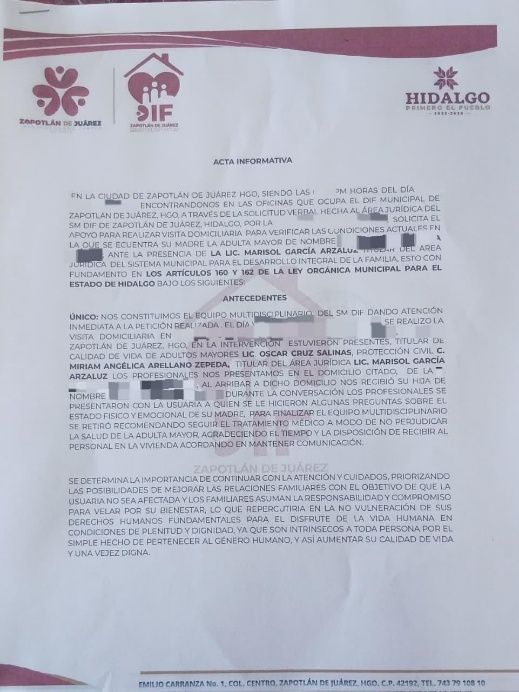 ZAPOTLÁN DE JUÁREZ
DIF
ZAPOTLÁN DE JUÁREZ
HIDALGO
PRIMERO EL PUEBLO
2022-2028
ACTA INFORMATIVA
EN LA CIUDAD DE ZAPOTLÁN DE JUÁREZ HGO, SIENDO LAS PM HORAS DEL DÍA
ENCONTRANDONOS EN LAS OFICINAS QUE OCUPA EL DIF MUNICIPAL DE
ZAPOTLÁN DE JUÁREZ, HGO, A TRAVÉS DE LA SOLICITUD VERBAL HECHA AL ÁREA JURÍDICA DEL
SM DIF DE ZAPOTLÁN DE JUÁREZ, HIDALGO, POR LA SOLICITA EL
APOYO PARA REALIZAR VISITA DOMICILIARIA PARA VERIFICAR LAS CONDICIONES ACTUALES EN
LA QUE SE ECUENTRA SU MADRE LA ADULTA MAYOR DE NOMBRE
ANTE LA PRESENCIA DE LA LIC. MARISOL GARCÍA ARZALUZ TITULAR DEL AREA
JURÍDICA DEL SISTEMA MUNICIPAL PARA EL DESARROLLO INTEGRAL DE LA FAMILIA, ESTO CON
FUNDAMENTO EN LOS ARTÍCULOS 160 Y 162 DE LA LEY ORGÁNICA MUNICIPAL PARA EL
ESTADO DE HIDALGO BAJO LOS SIGUIENTES:
ANTECEDENTES
ÚNICO: NOS CONSTITUIMOS EL EQUIPO MULTIDISCIPLINARIO, DEL SM DIF DANDO ATENCIÓN
INMEDIATA A LA PETICIÓN REALIZADA. EL DÍA SE REALIZO LA
VISITA DOMICILIARIA EN
ZAPOTLÁN DE JUÁREZ, HGO, EN LA INTERVENCIÓN ESTUVIERON PRESENTES, TITULAR DE
CALIDAD DE VIDA DE ADULTOS MAYORES LIC OSCAR CRUZ SALINAS, PROTECCIÓN CIVIL C.
MIRIAM ANGÉLICA ARELLANO ZEPEDA, TITULAR DEL ÁREA JURÍDICA LIC. MARISOL GARCÍA
ARZALUZ LOS PROFESIONALES NOS PRESENTAMOS EN EL DOMICILIO CITADO, DE LA
NOMBRE AL ARRIBAR A DICHO DOMICILIO NOS RECIBIÓ SU HIJA DE
DURANTE LA CONVERSACIÓN LOS PROFESIONALES SE
PRESENTARON CON LA USUARIA A QUIEN SE LE HICIERON ALGUNAS PREGUNTAS SOBRE EL
ESTADO FISICO Y EMOCIONAL DE SU MADRE, PARA FINALIZAR EL EQUIPO MULTIDISCIPLINARIO
SE RETIRÓ RECOMENDANDO SEGUIR EL TRATAMIENTO MÉDICO A MODO DE NO PERJUDICAR
LA SALUD DE LA ADULTA MAYOR, AGRADECIENDO EL TIEMPO Y LA DISPOSICIÓN DE RECIBIR AL
PERSONAL EN LA VIVIENDA ACORDANDO EN MANTENER COMUNICACIÓN.
ZAPOTLÁN DE JUÁREZ
SE DETERMINA LA IMPORTANCIA DE CONTINUAR CON LA ATENCIÓN Y CUIDADOS, PRIORIZANDO
LAS POSIBILIDADES DE MEJORAR LAS RELACIONES FAMILIARES CON EL OBJETIVO DE QUE LA
USUARIA NO SEA AFECTADA Y LOS FAMILIARES ASUMAN LA RESPONSABILIDAD Y COMPROMISO
PARA VELAR POR SU BIENESTAR, LO QUE REPERCUTIRIA EN LA NO VULNERACIÓN DE SUS
DERECHOS HUMANOS FUNDAMENTALES PARA EL DISFRUTE DE LA VIDA HUMANA EN
CONDICIONES DE PLENITUD Y DIGNIDAD, YA QUE SON INTRINSECOS A TODA PERSONA POR EL
SIMPLE HECHO DE PERTENECER AL GÉNERO HUMANO, Y ASÍ AUMENTAR SU CALIDAD DE VIDA
Y UNA VEJEZ DIGNA.
EMILIO CARRANZA No. 1, COL. CENTRO, ZAPOTLÁN DE JUÁREZ, HGO. C.P. 42192, TEL. 743 79 108 10